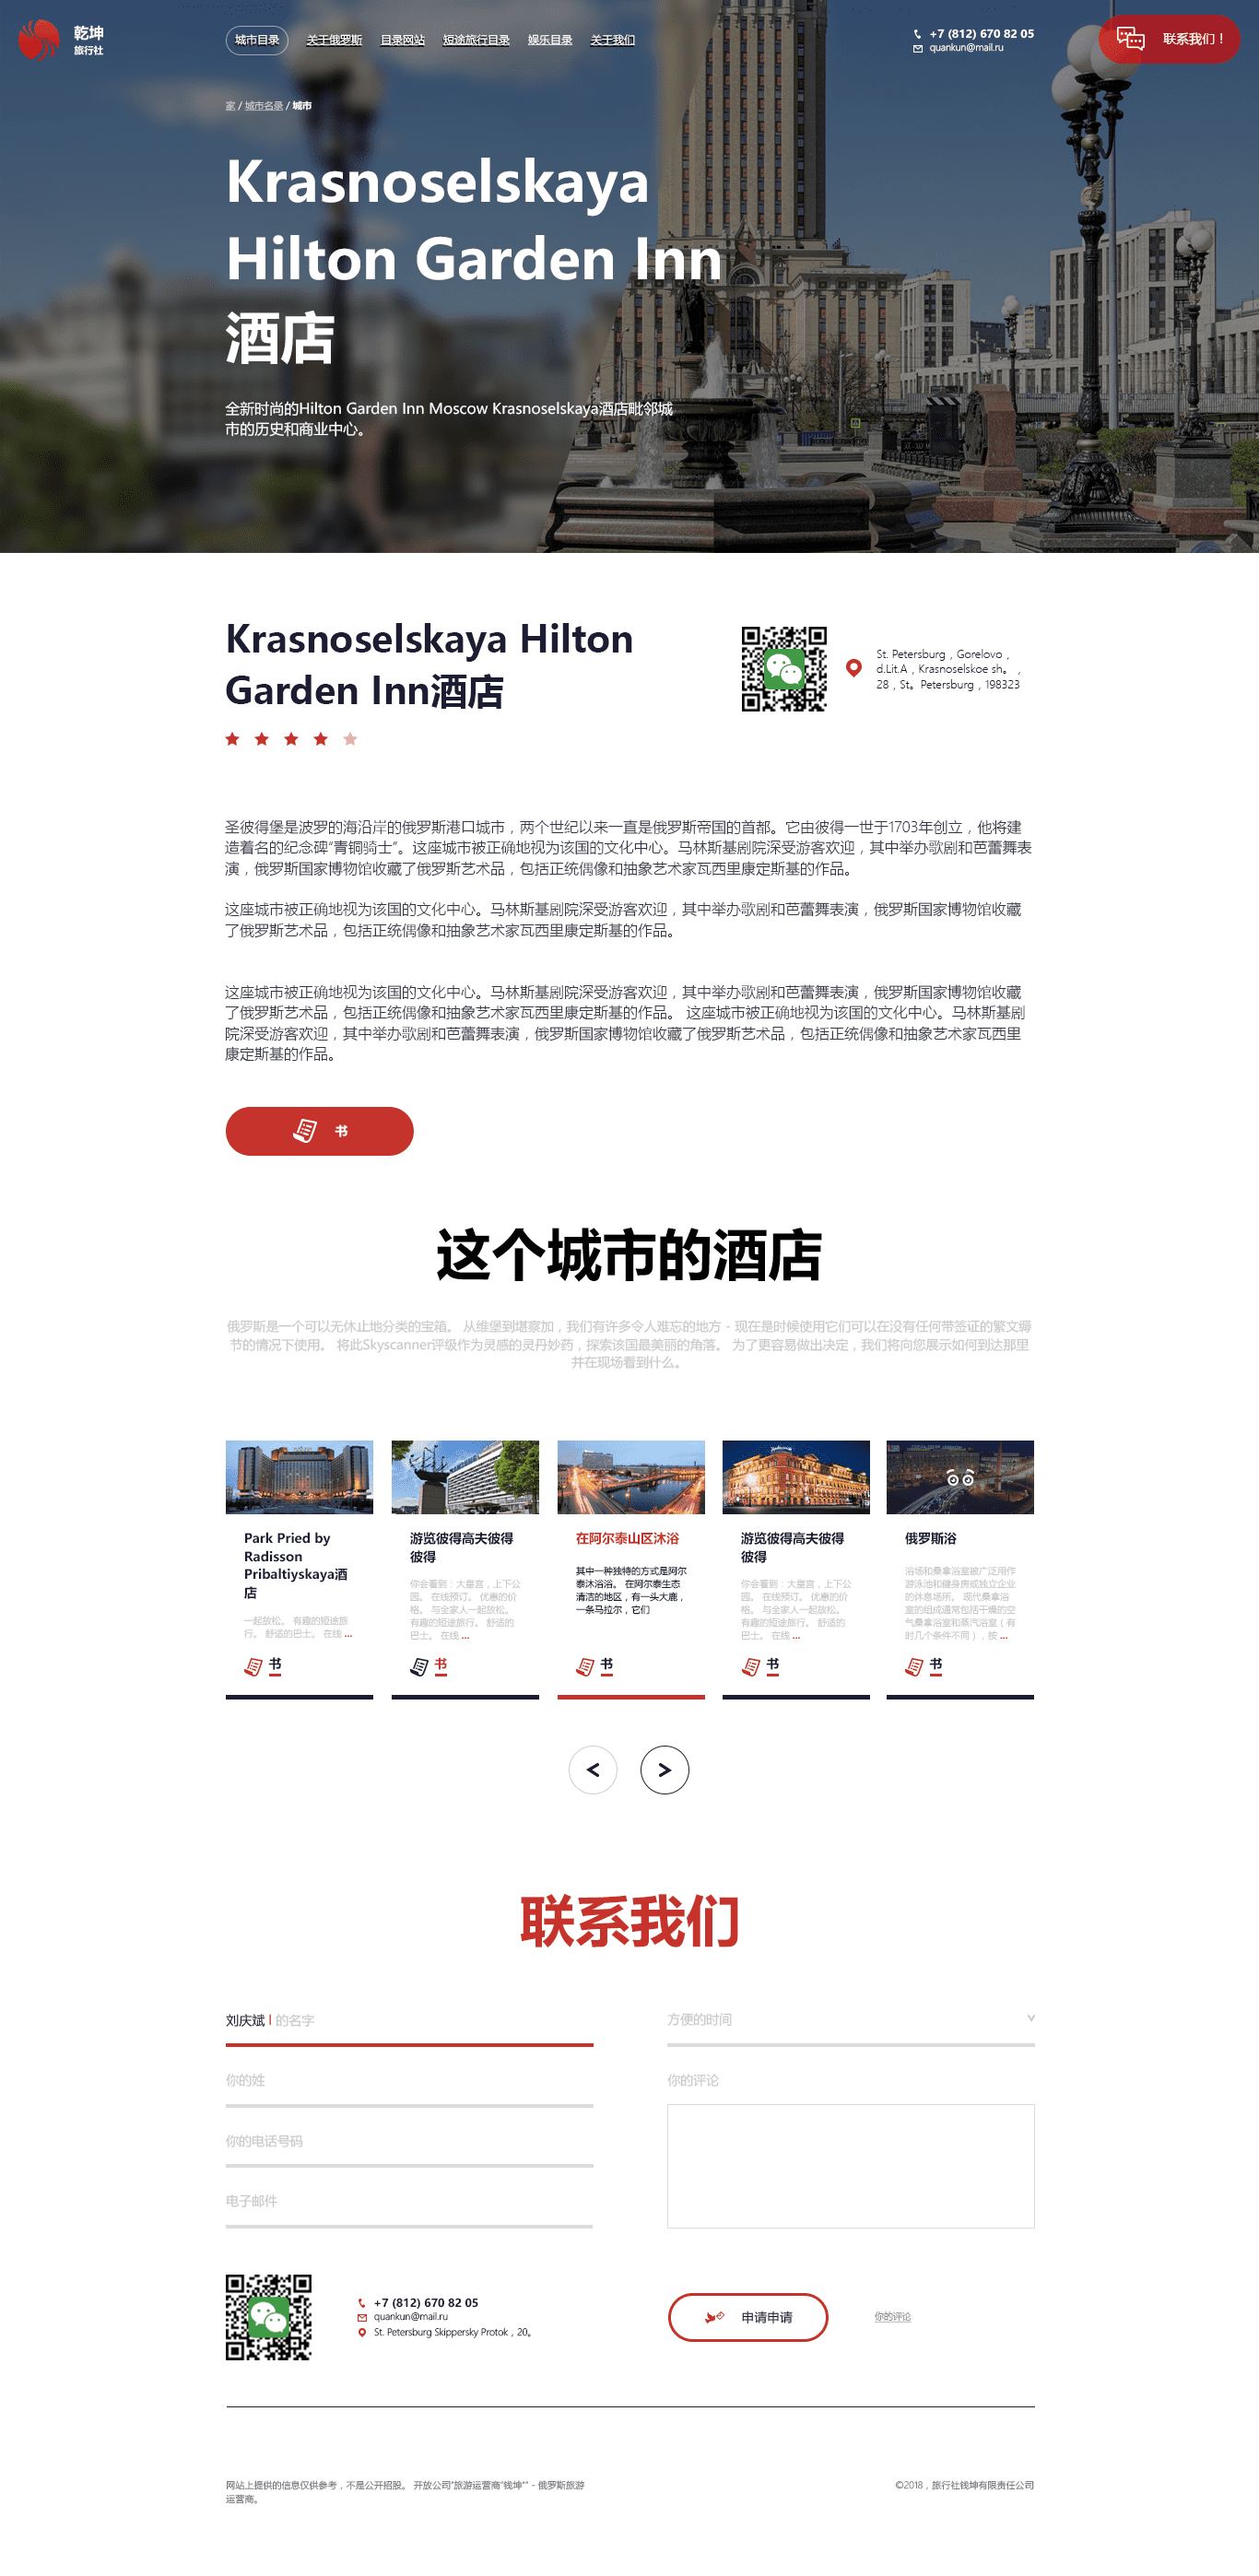 乾坤
旅行社
城市目录 关于俄罗斯 目录网站 短途旅行目录 娱乐目录 关于我们
+7 (812) 670 82 05
quankun@mail.ru
联系我们！
家 / 城市名录 / 城市
Krasnoselskaya
Hilton Garden Inn
酒店
全新时尚的Hilton Garden Inn Moscow Krasnoselskaya酒店毗邻城
市的历史和商业中心。
Krasnoselskaya Hilton
Garden Inn酒店
St. Petersburg，Gorelovo，
d.Lit.A，Krasnoselskoe sh。，
28，St。Petersburg，198323
圣彼得堡是波罗的海沿岸的俄罗斯港口城市，两个世纪以来一直是俄罗斯帝国的首都。它由彼得一世于1703年创立，他将建
造着名的纪念碑“青铜骑士”。这座城市被正确地视为该国的文化中心。马林斯基剧院深受游客欢迎，其中举办歌剧和芭蕾舞表
演，俄罗斯国家博物馆收藏了俄罗斯艺术品，包括正统偶像和抽象艺术家瓦西里康定斯基的作品。
这座城市被正确地视为该国的文化中心。马林斯基剧院深受游客欢迎，其中举办歌剧和芭蕾舞表演，俄罗斯国家博物馆收藏
了俄罗斯艺术品，包括正统偶像和抽象艺术家瓦西里康定斯基的作品。
这座城市被正确地视为该国的文化中心。马林斯基剧院深受游客欢迎，其中举办歌剧和芭蕾舞表演，俄罗斯国家博物馆收藏
了俄罗斯艺术品，包括正统偶像和抽象艺术家瓦西里康定斯基的作品。 这座城市被正确地视为该国的文化中心。马林斯基剧
院深受游客欢迎，其中举办歌剧和芭蕾舞表演，俄罗斯国家博物馆收藏了俄罗斯艺术品，包括正统偶像和抽象艺术家瓦西里
康定斯基的作品。
书
这个城市的酒店
俄罗斯是一个可以无休止地分类的宝箱。 从维堡到堪察加，我们有许多令人难忘的地方 - 现在是时候使用它们可以在没有任何带签证的繁文缛
节的情况下使用。 将此Skyscanner评级作为灵感的灵丹妙药，探索该国最美丽的角落。 为了更容易做出决定，我们将向您展示如何到达那里
并在现场看到什么。
Park Pried by
Radisson
Pribaltiyskaya酒
店
一起放松。 有趣的短途旅
行。 舒适的巴士。 在线 ...
书
游览彼得高夫彼得
彼得
你会看到：大皇宫，上下公
园。 在线预订。 优惠的价
格。 与全家人一起放松。
有趣的短途旅行。 舒适的
巴士。 在线 ...
书
在阿尔泰山区沐浴
其中一种独特的方式是阿尔
泰沐浴浴。 在阿尔泰生态
清洁的地区，有一头大鹿，
一条马拉尔，它们
书
游览彼得高夫彼得
彼得
你会看到：大皇宫，上下公
园。 在线预订。 优惠的价
格。 与全家人一起放松。
有趣的短途旅行。 舒适的
巴士。 在线 ...
书
俄罗斯浴
浴场和桑拿浴室被广泛用作
游泳池和健身房或独立企业
的休息场所。 现代桑拿浴
室的组成通常包括干燥的空
气桑拿浴室和蒸汽浴室（有
时几个条件不同），按 ...
书
联系我们
刘庆斌 | 的名字
你的姓
你的电话号码
电子邮件
方便的时间
你的评论
+7 (812) 670 82 05
quankun@mail.ru
St. Petersburg Skippersky Protok，20。
申请申请
你的评论
网站上提供的信息仅供参考，不是公开招股。 开放公司“旅游运营商“钱坤”” - 俄罗斯旅游
运营商。
©2018，旅行社钱坤有限责任公司